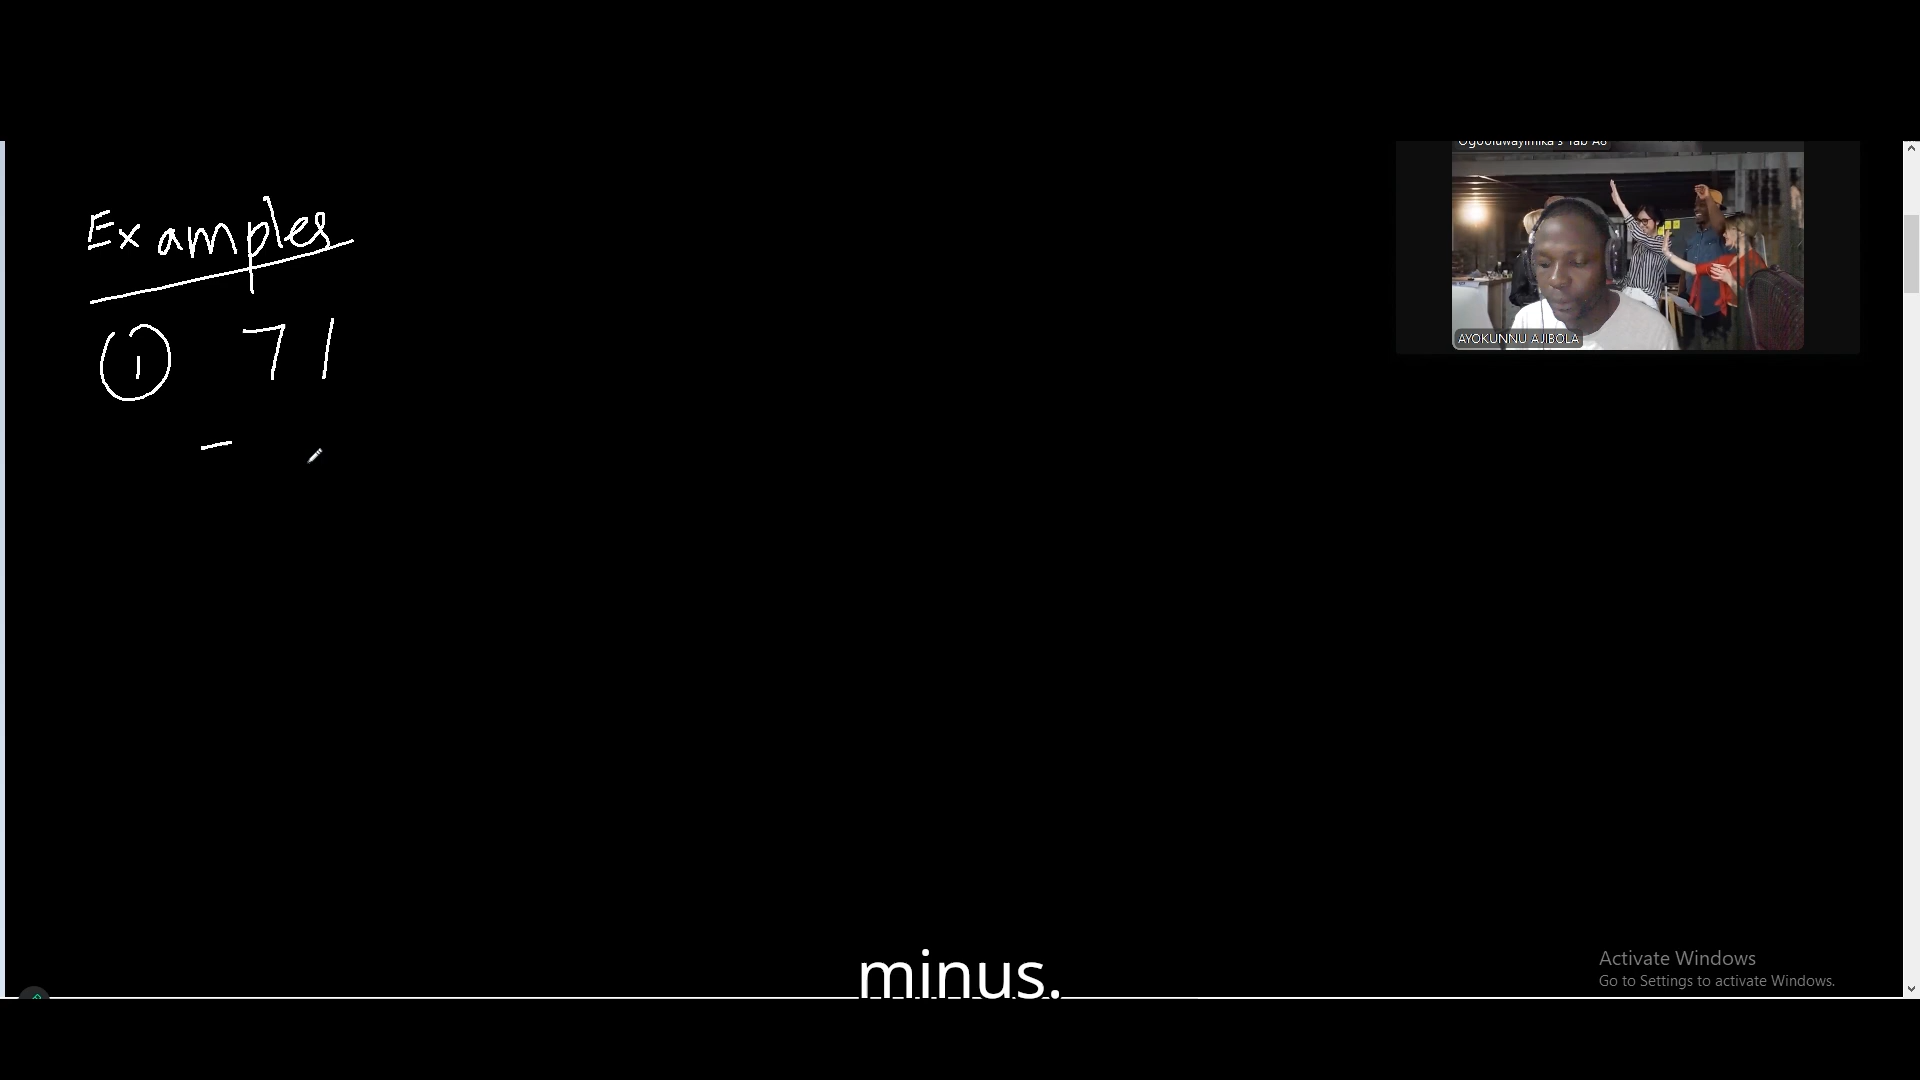 Examples
① 71
−
Ogooluwayimika's Tab A8
AYOKUNNU AJIBOLA
minus.
Activate Windows
Go to Settings to activate Windows.